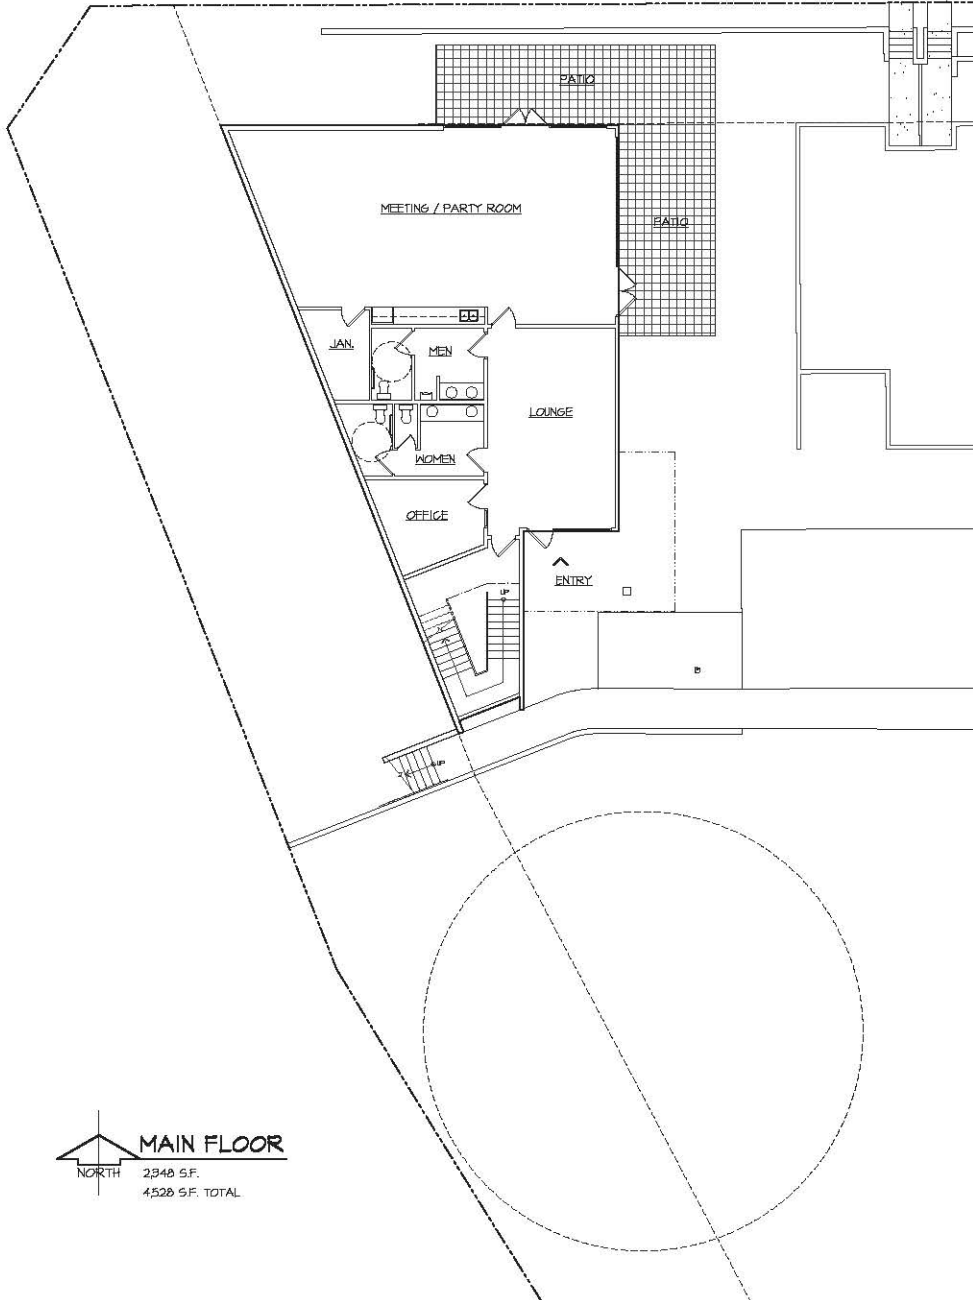 PATIO
MEETING / PARTY ROOM
PATIO
JAN.
MEN
LOUNGE
WOMEN
OFFICE
ENTRY
UP
UP
MAIN FLOOR
NORTH
2,348 S.F.
4,528 S.F. TOTAL